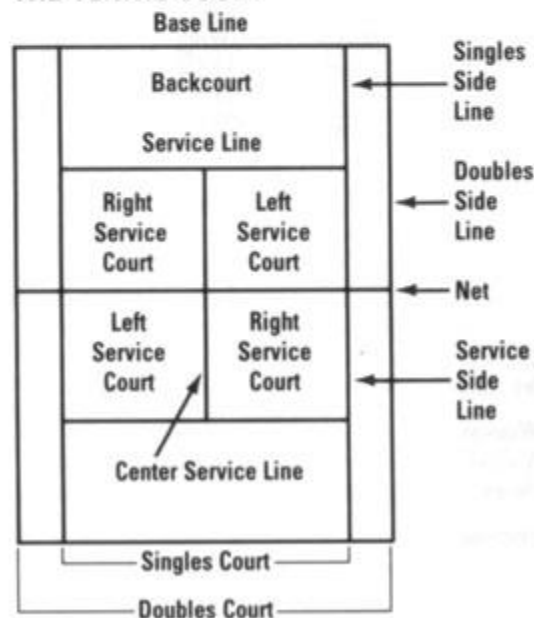 Base Line
Backcourt
Singles
Side
Line
Service Line
Right
Service
Court
Left
Service
Court
Doubles
Side
Line
Net
Left
Service
Court
Right
Service
Court
Service
Side
Line
Center Service Line
Singles Court
Doubles Court